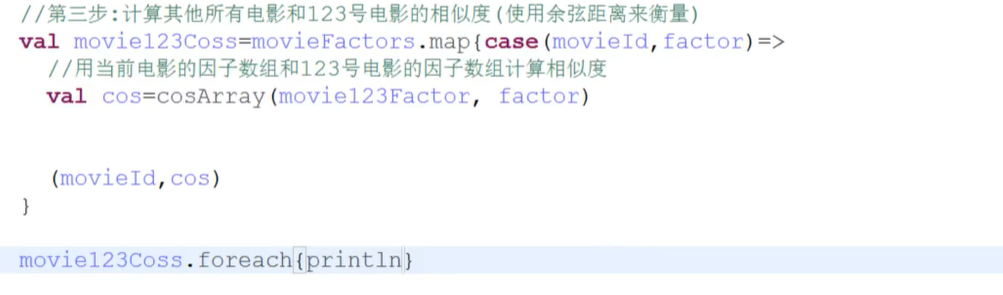 //第三步:计算其他所有电影和123号电影的相似度(使用余弦距离来衡量)
val movie123Coss=movieFactors.map{case(movieId,factor)=>
//用当前电影的因子数组和123号电影的因子数组计算相似度
val cos=cosArray(movie123Factor, factor)
(movieId,cos)
}
movie123Coss.foreach{println}